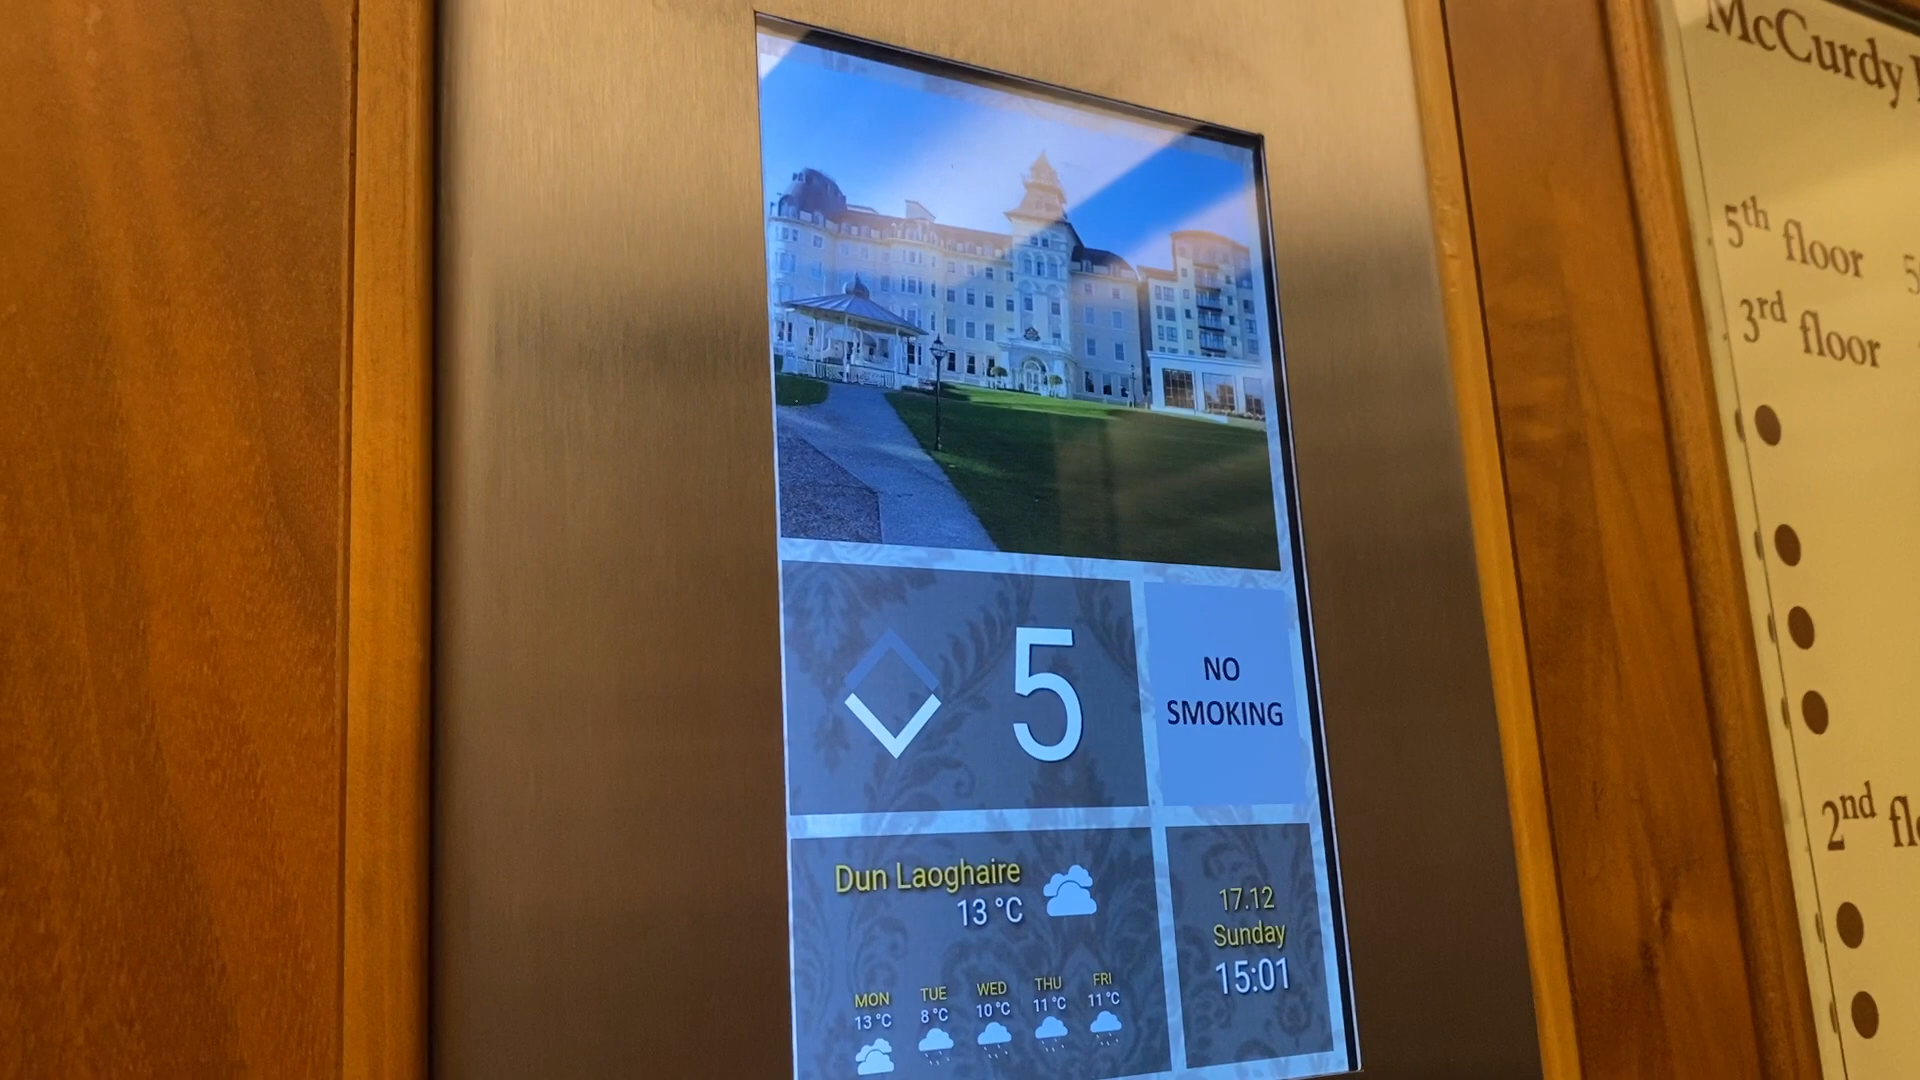 5
NO
SMOKING
Dun Laoghaire
13 °C
MON TUE WED THU FRI
13 °C 8 °C 10 °C 11 °C 11 °C
17.12
Sunday
15:01
McCurdy
5th floor
3rd floor
2nd